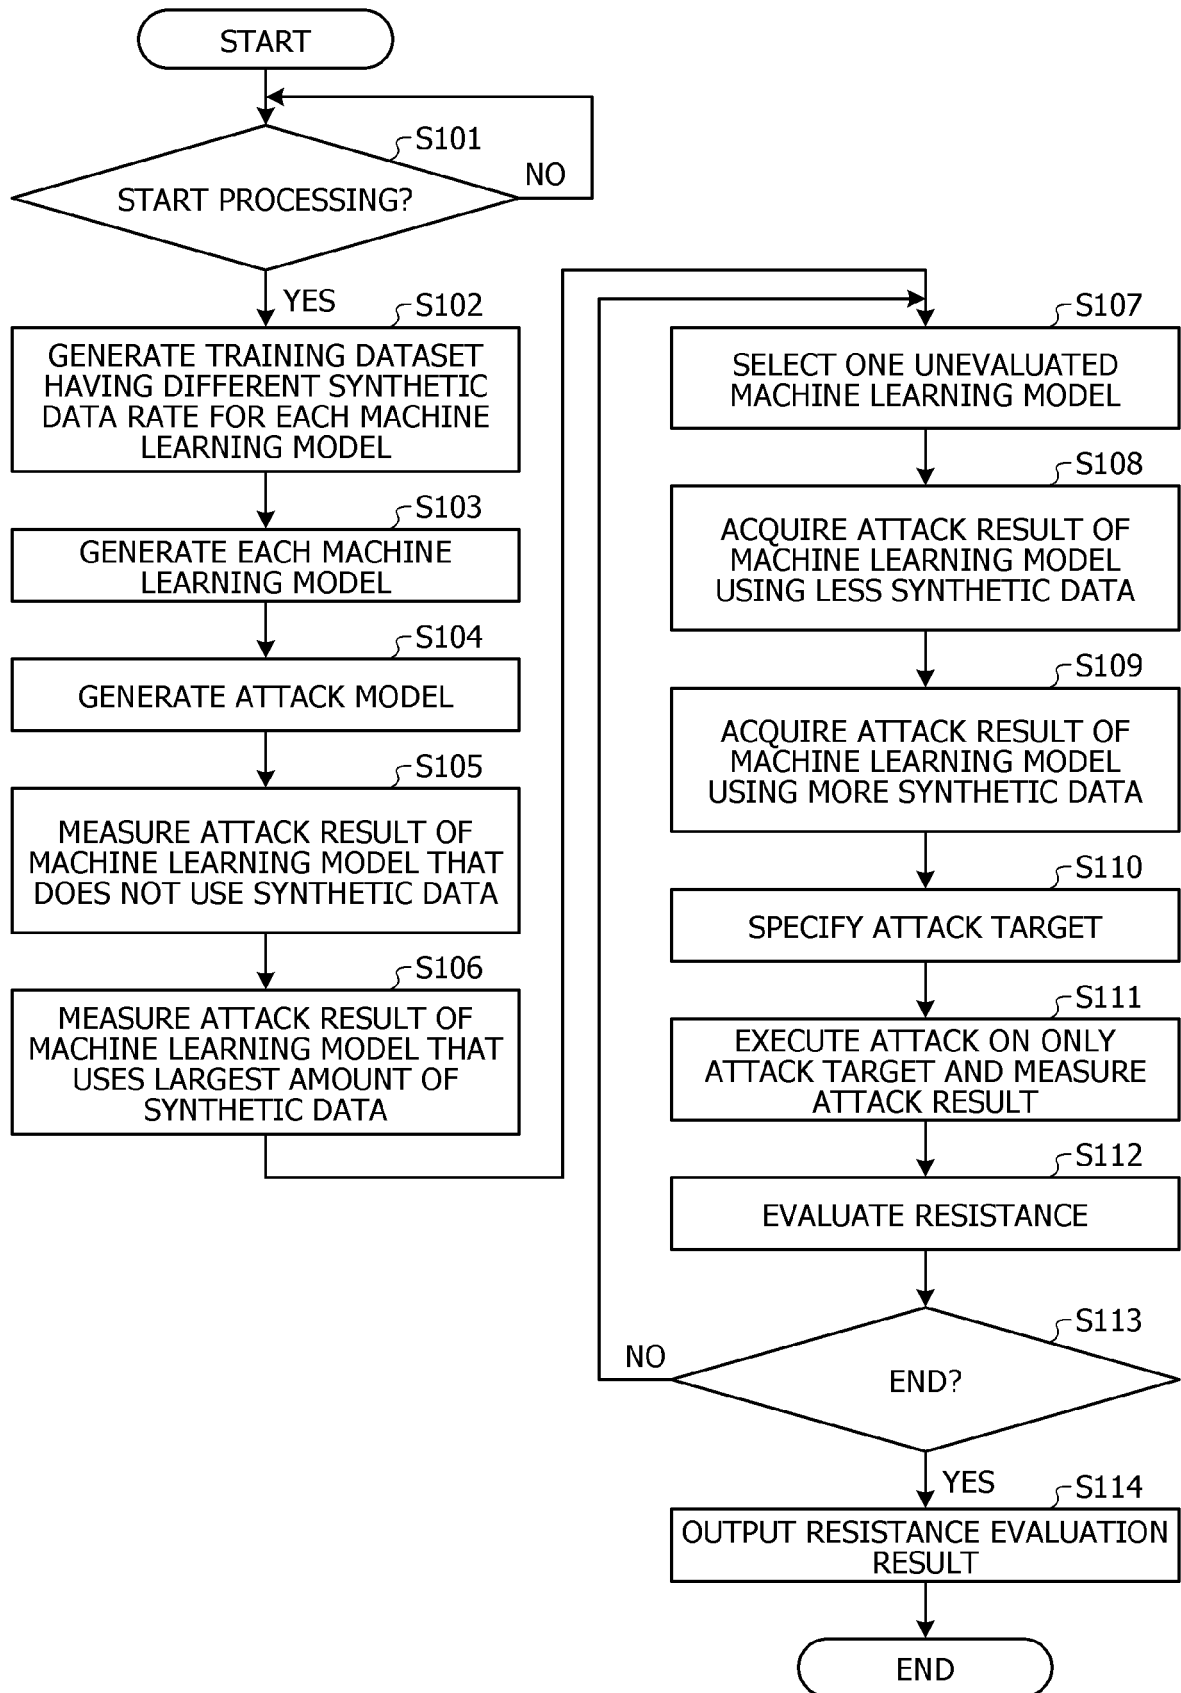 START
S101
START PROCESSING?
NO
YES
S102
GENERATE TRAINING DATASET
HAVING DIFFERENT SYNTHETIC
DATA RATE FOR EACH MACHINE
LEARNING MODEL
S103
GENERATE EACH MACHINE
LEARNING MODEL
S104
GENERATE ATTACK MODEL
S105
MEASURE ATTACK RESULT OF
MACHINE LEARNING MODEL THAT
DOES NOT USE SYNTHETIC DATA
S106
MEASURE ATTACK RESULT OF
MACHINE LEARNING MODEL THAT
USES LARGEST AMOUNT OF
SYNTHETIC DATA
S107
SELECT ONE UNEVALUATED
MACHINE LEARNING MODEL
S108
ACQUIRE ATTACK RESULT OF
MACHINE LEARNING MODEL
USING LESS SYNTHETIC DATA
S109
ACQUIRE ATTACK RESULT OF
MACHINE LEARNING MODEL
USING MORE SYNTHETIC DATA
S110
SPECIFY ATTACK TARGET
S111
EXECUTE ATTACK ON ONLY
ATTACK TARGET AND MEASURE
ATTACK RESULT
S112
EVALUATE RESISTANCE
S113
END?
NO
YES
S114
OUTPUT RESISTANCE EVALUATION
RESULT
END